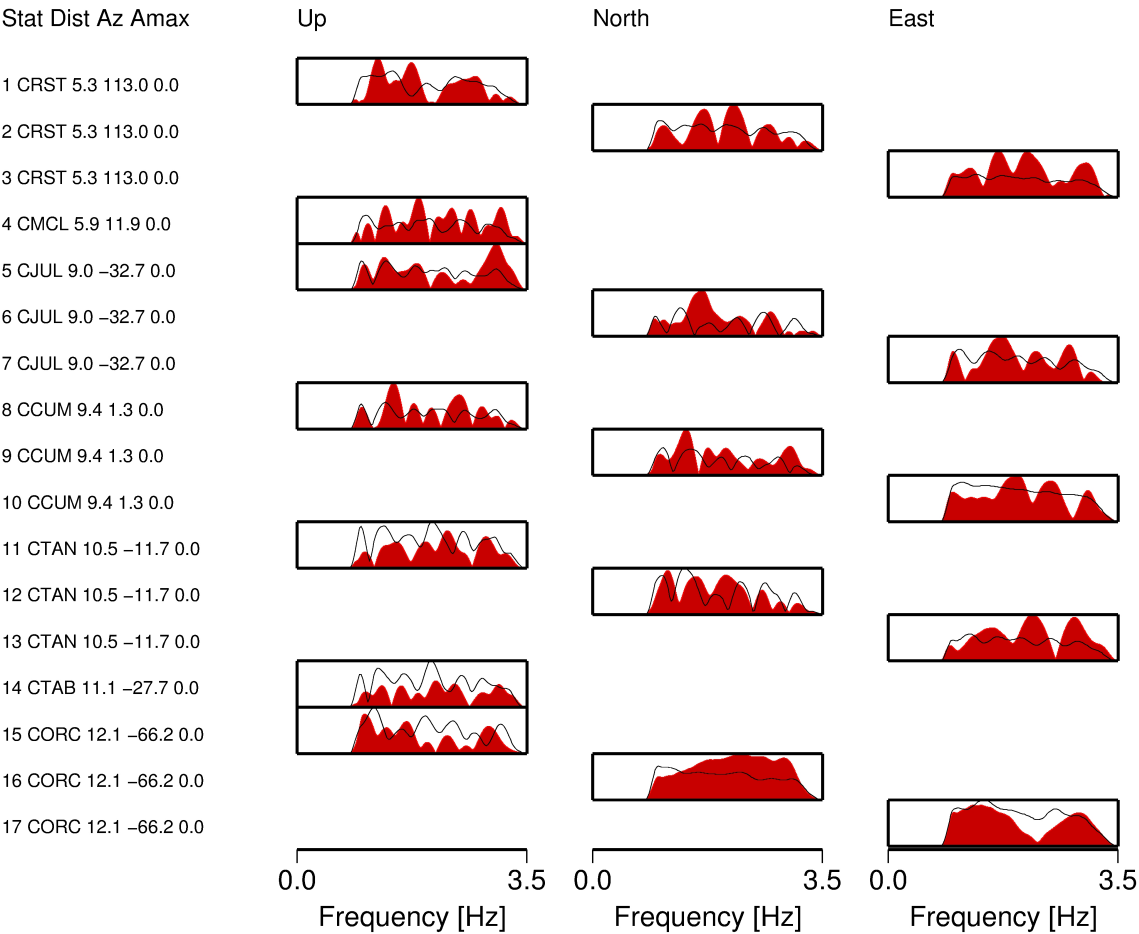 Stat Dist Az Amax Up North East
1 CRST 5.3 113.0 0.0
2 CRST 5.3 113.0 0.0
3 CRST 5.3 113.0 0.0
4 CMCL 5.9 11.9 0.0
5 CJUL 9.0 −32.7 0.0
6 CJUL 9.0 −32.7 0.0
7 CJUL 9.0 −32.7 0.0
8 CCUM 9.4 1.3 0.0
9 CCUM 9.4 1.3 0.0
10 CCUM 9.4 1.3 0.0
11 CTAN 10.5 −11.7 0.0
12 CTAN 10.5 −11.7 0.0
13 CTAN 10.5 −11.7 0.0
14 CTAB 11.1 −27.7 0.0
15 CORC 12.1 −66.2 0.0
16 CORC 12.1 −66.2 0.0
17 CORC 12.1 −66.2 0.0
0.0 3.5 0.0 3.5 0.0 3.5
Frequency [Hz] Frequency [Hz] Frequency [Hz]